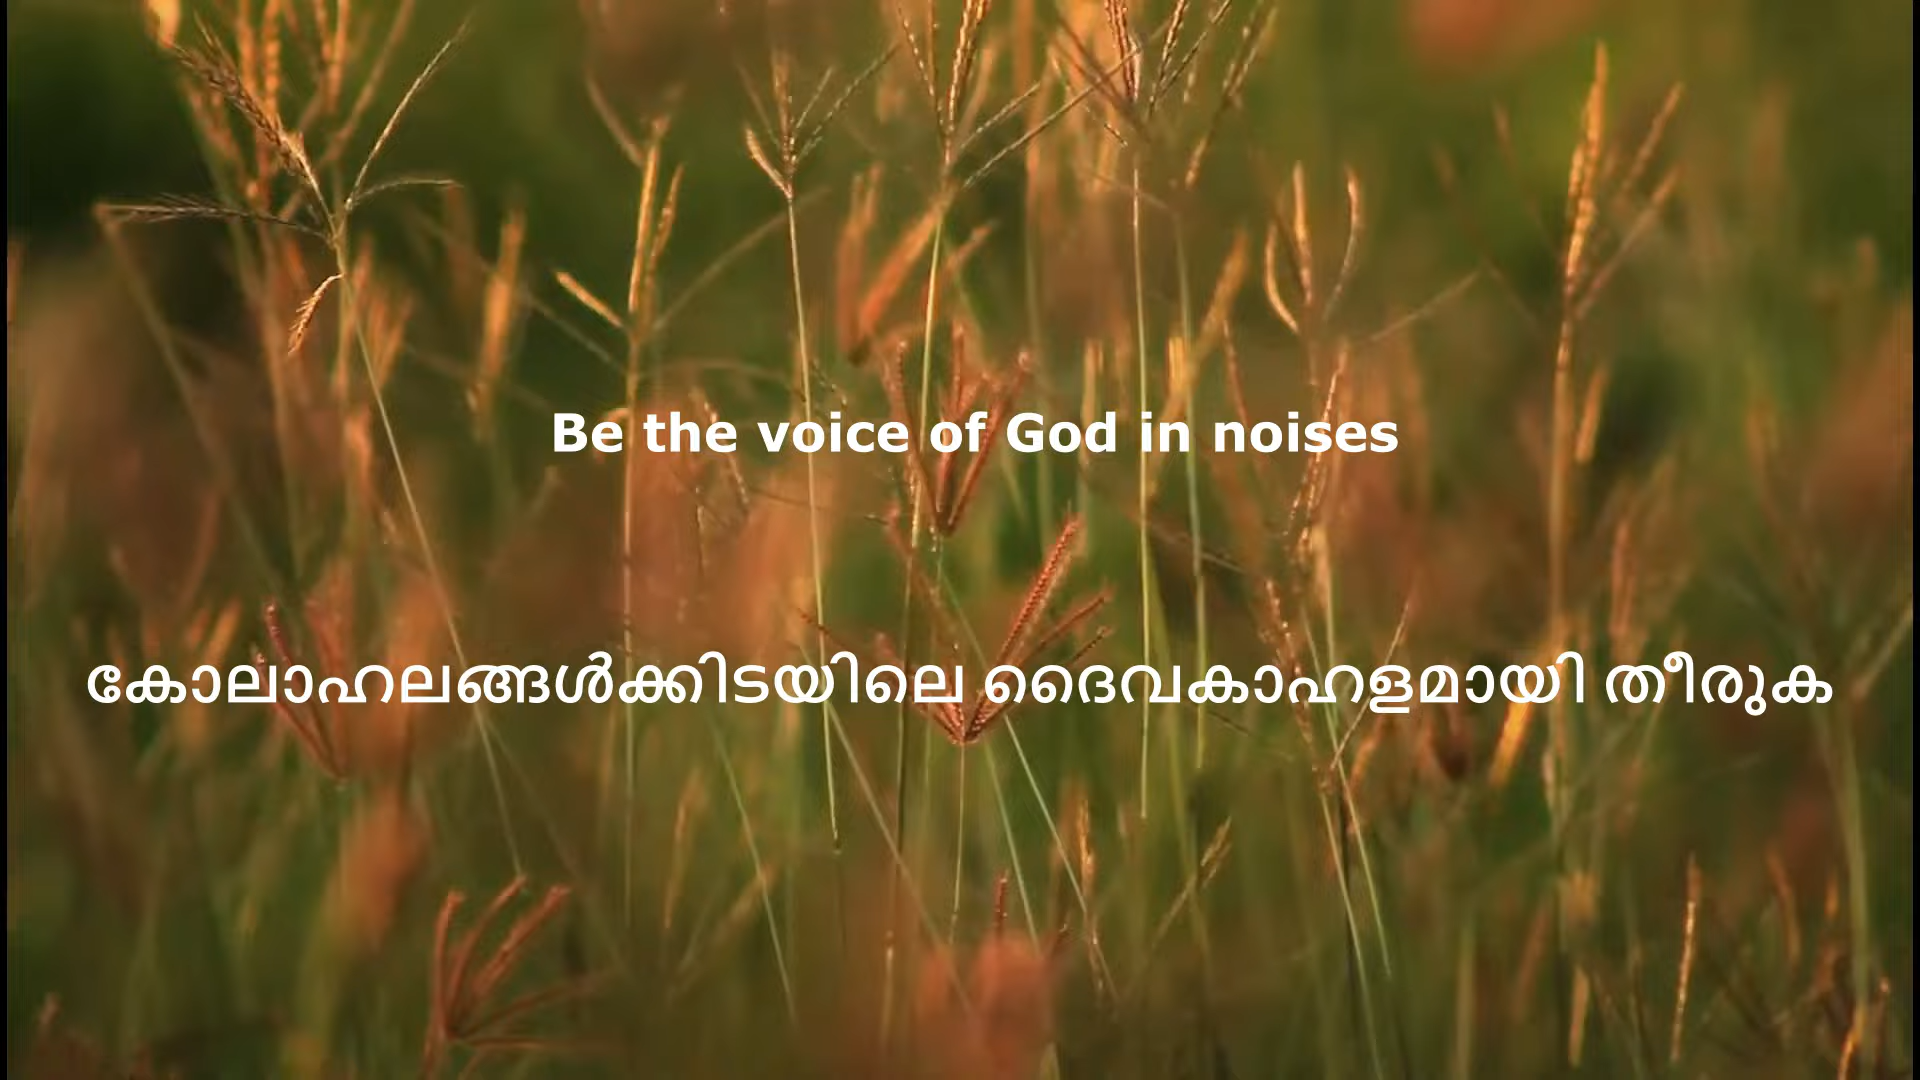 Be the voice of God in noises
കോലാഹലങ്ങൾക്കിടയിലെ ദൈവകാഹളമായി തീരുക